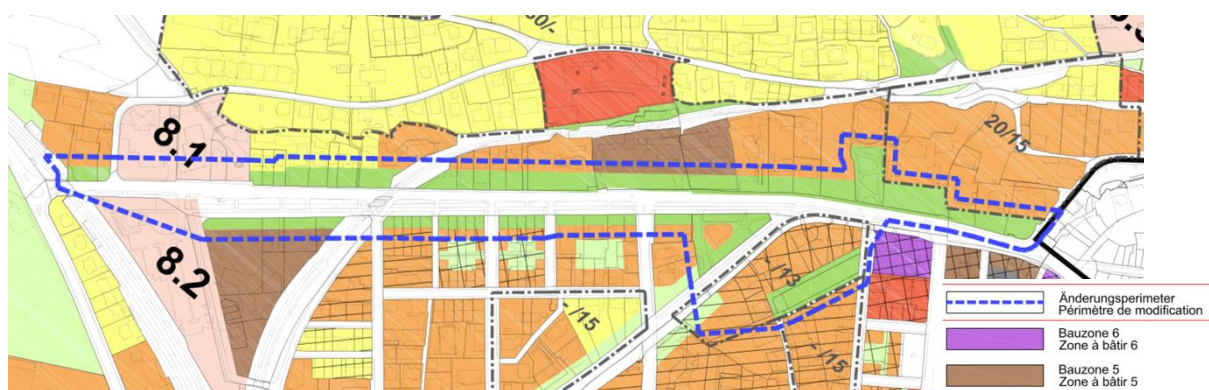 8.1
20/15
8.2
- /13
- /15
- /15
Änderungsperimeter
Périmètre de modification
Bauzone 6
Zone à bâtir 6
Bauzone 5
Zone à bâtir 5